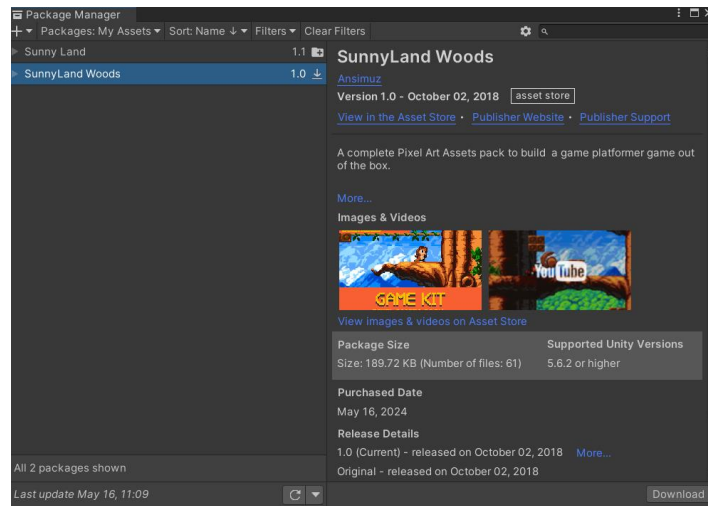 Package Manager
+ Packages: My Assets Sort: Name ↓ Filters Clear Filters
Sunny Land 1.1
SunnyLand Woods 1.0
All 2 packages shown
Last update May 16, 11:09
SunnyLand Woods
Ansimuz
Version 1.0 - October 02, 2018 asset store
View in the Asset Store • Publisher Website • Publisher Support
A complete Pixel Art Assets pack to build a game platformer game out
of the box.
More...
Images & Videos
GAME KIT
YouTube
View images & videos on Asset Store
Package Size Supported Unity Versions
Size: 189.72 KB (Number of files: 61) 5.6.2 or higher
Purchased Date
May 16, 2024
Release Details
1.0 (Current) - released on October 02, 2018 More...
Original - released on October 02, 2018
Download